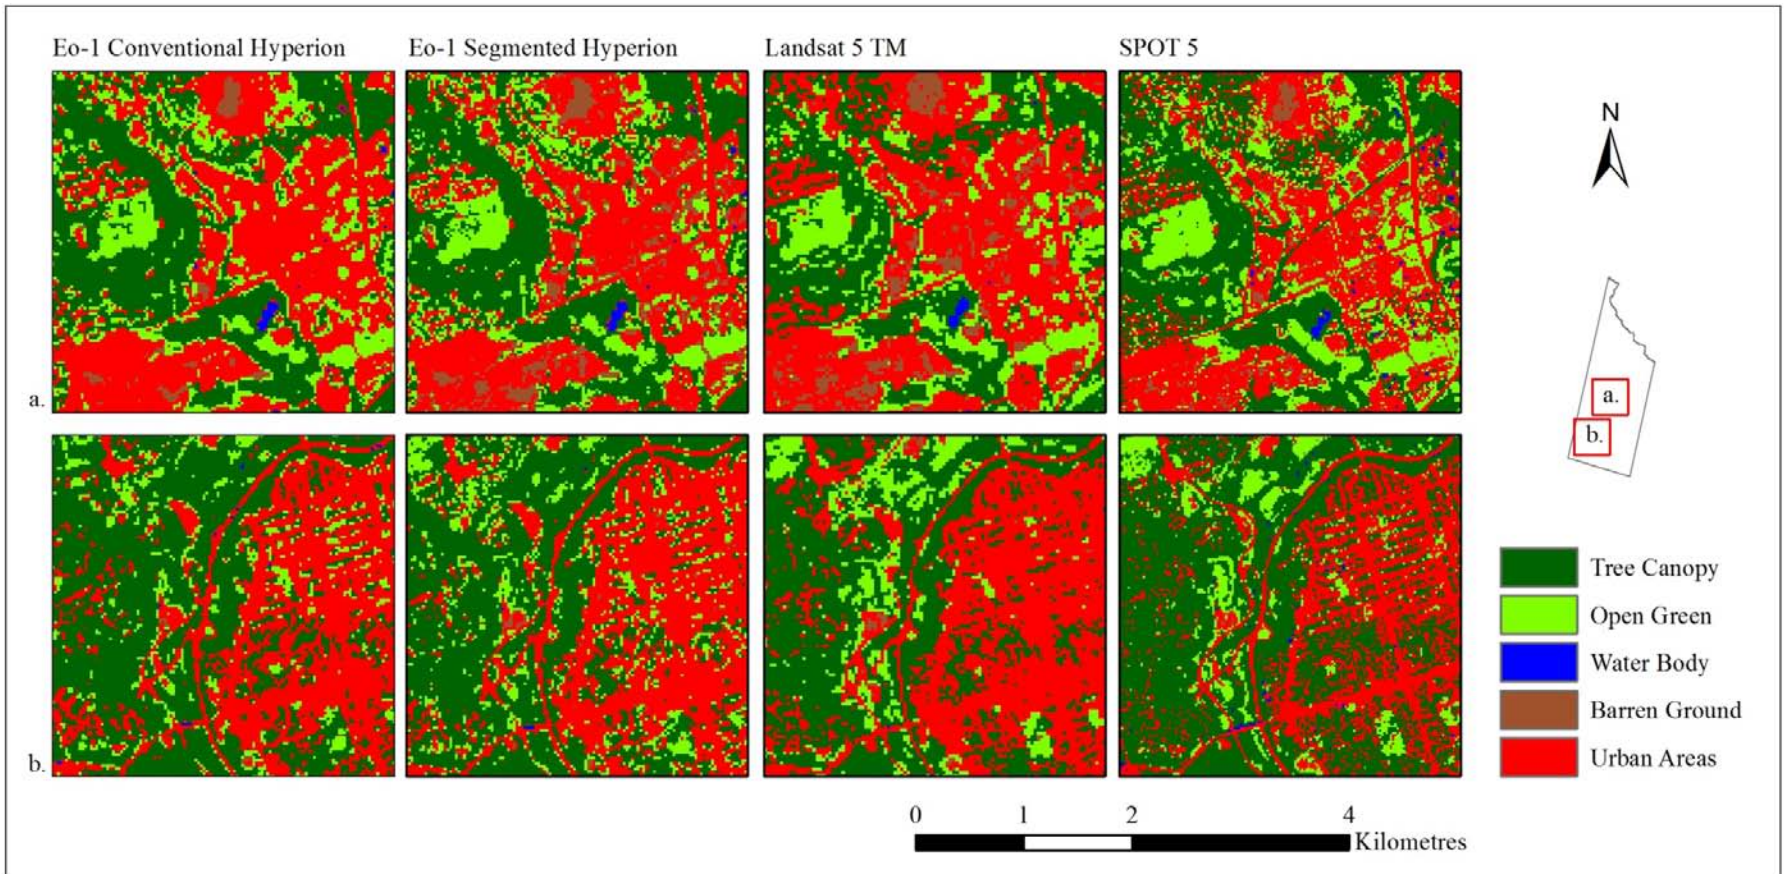 Eo-1 Conventional Hyperion
Eo-1 Segmented Hyperion
Landsat 5 TM
SPOT 5
N
a.
a.
b.
Tree Canopy
Open Green
Water Body
Barren Ground
Urban Areas
b.
0 1 2 4
Kilometres